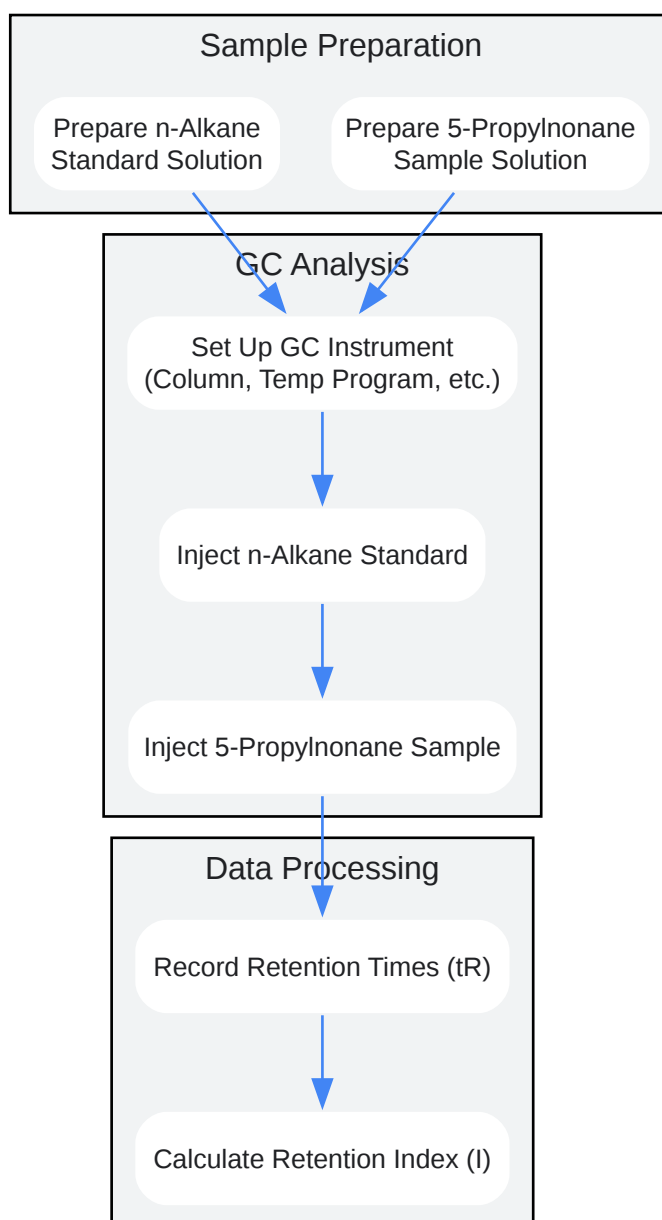 Sample Preparation
Prepare n-Alkane
Standard Solution
Prepare 5-Propylnonane
Sample Solution
GC Analysis
Set Up GC Instrument
(Column, Temp Program, etc.)
Inject n-Alkane Standard
Inject 5-Propylnonane Sample
Data Processing
Record Retention Times (tR)
Calculate Retention Index (I)